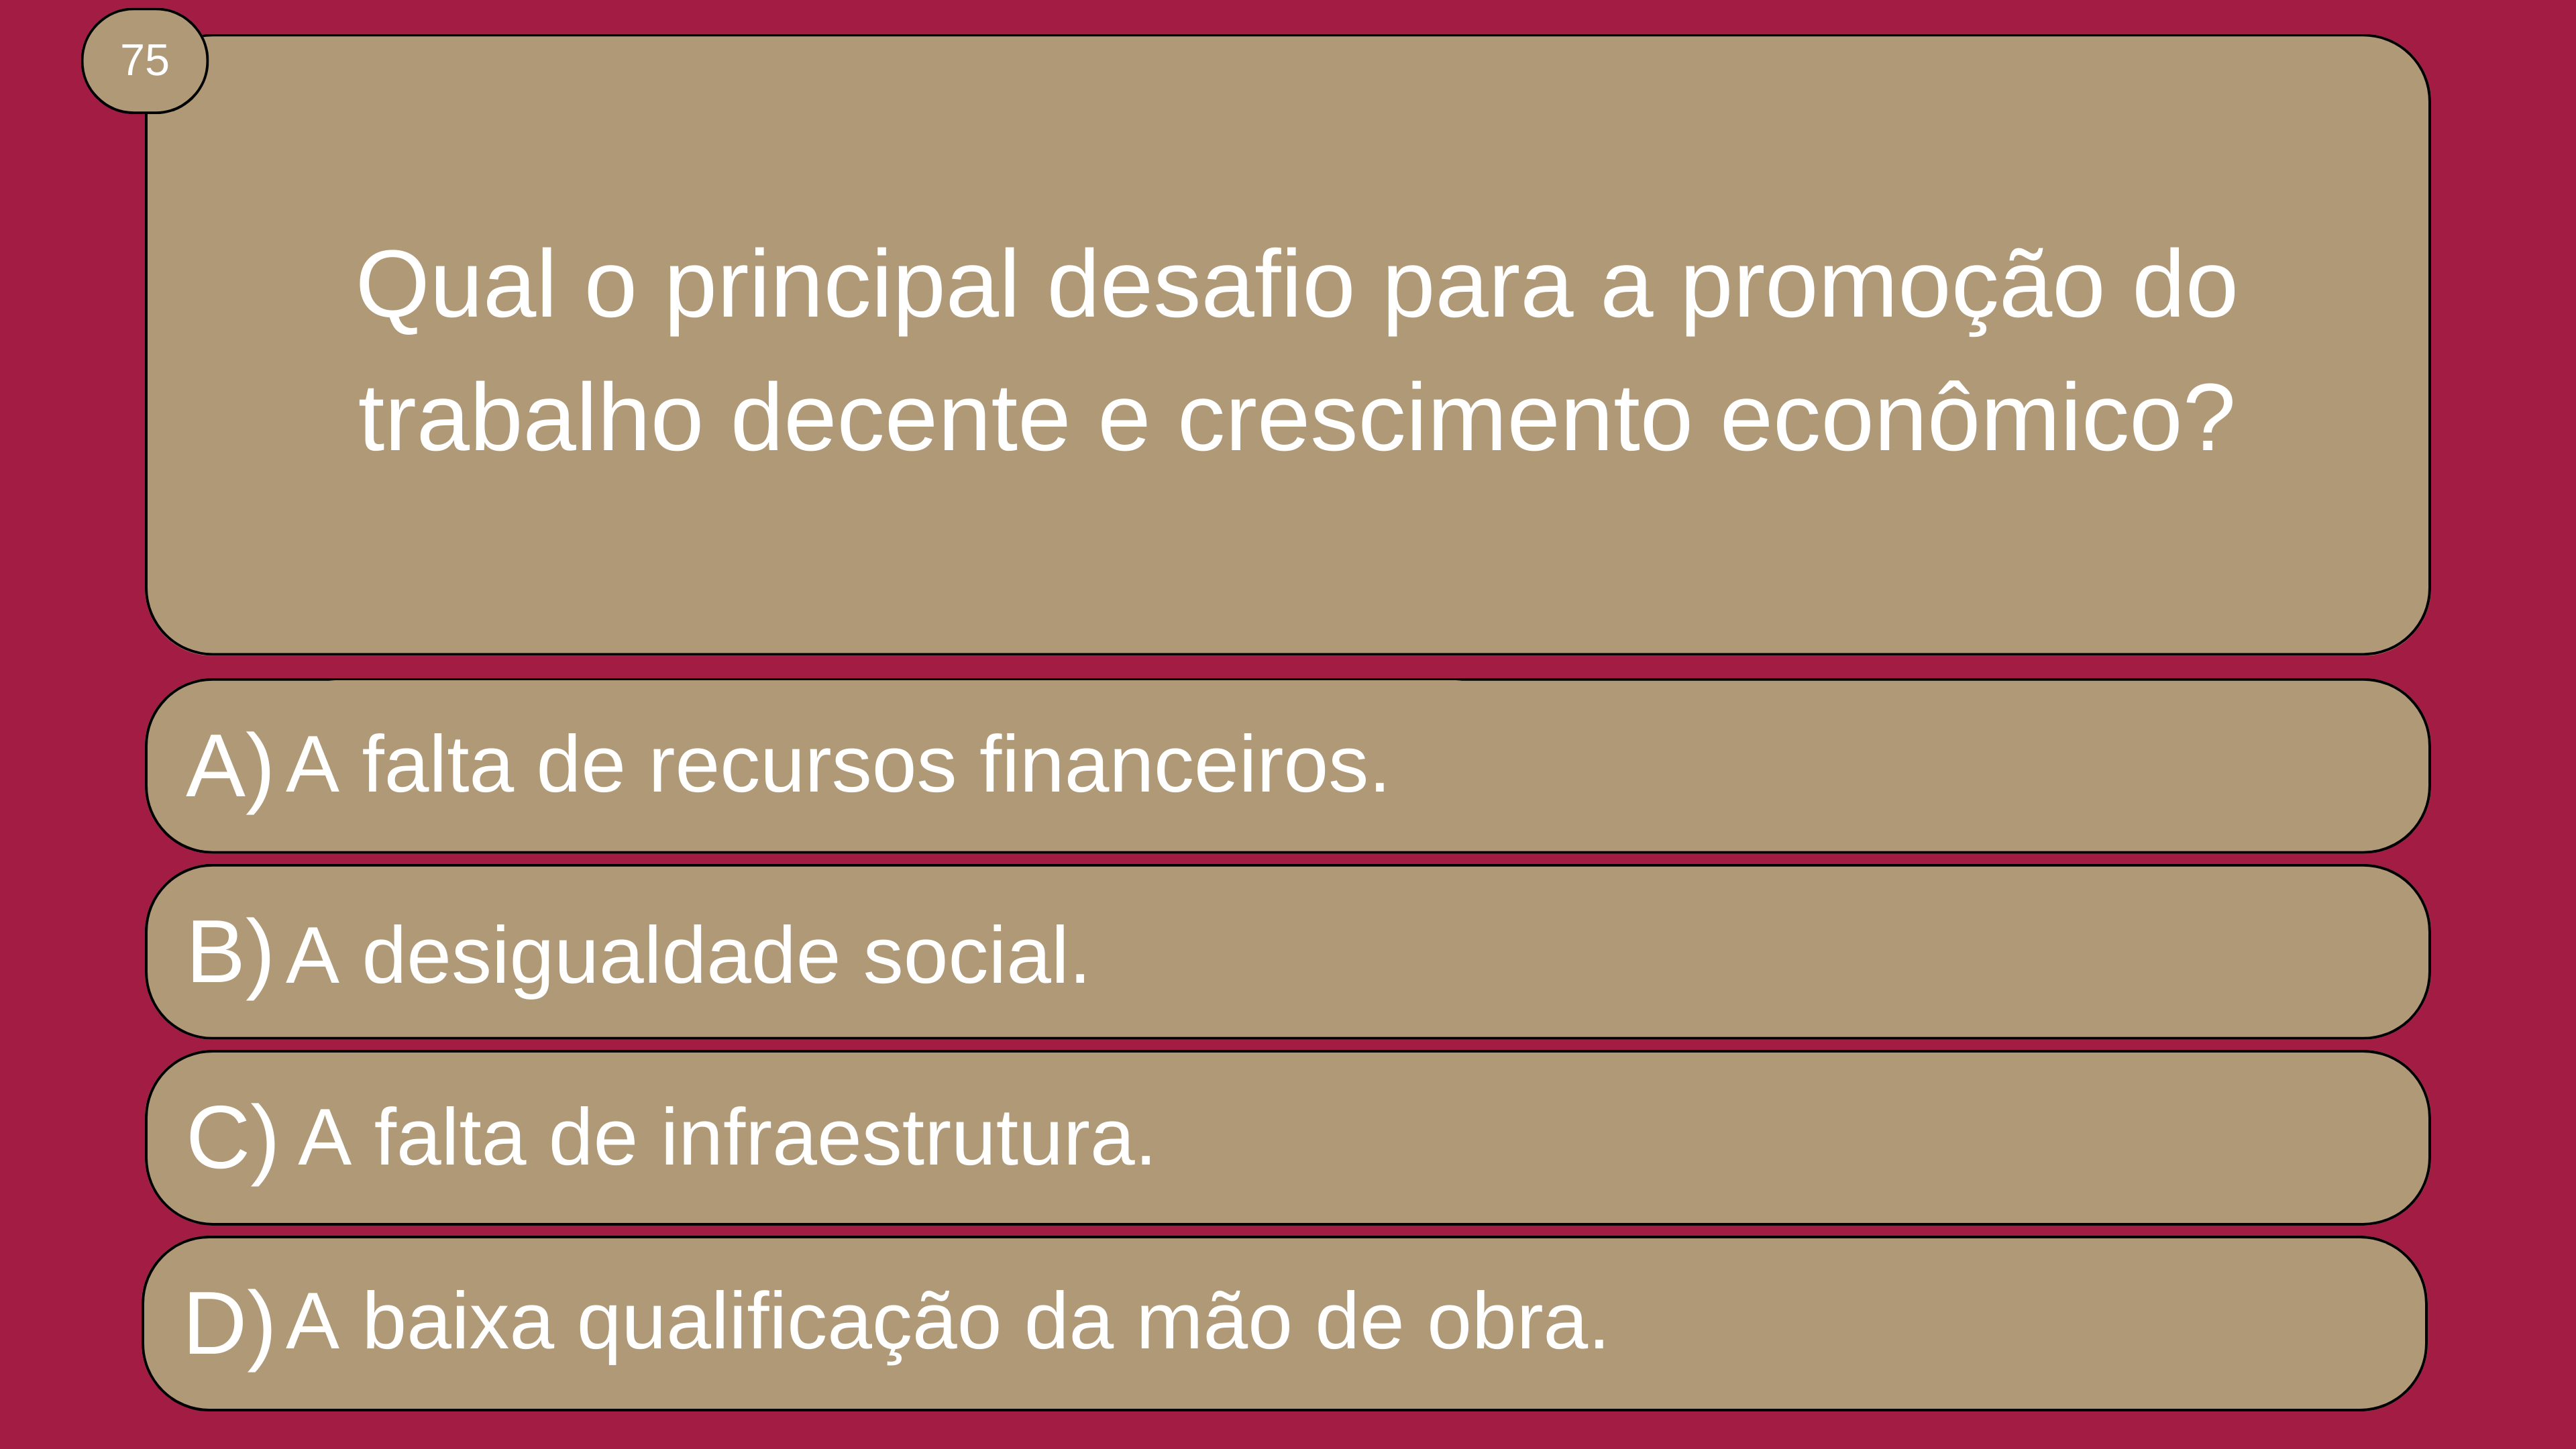 75
Qual o principal desafio para a promoção do
trabalho decente e crescimento econômico?
A) A falta de recursos financeiros.
B) A desigualdade social.
C) A falta de infraestrutura.
D) A baixa qualificação da mão de obra.